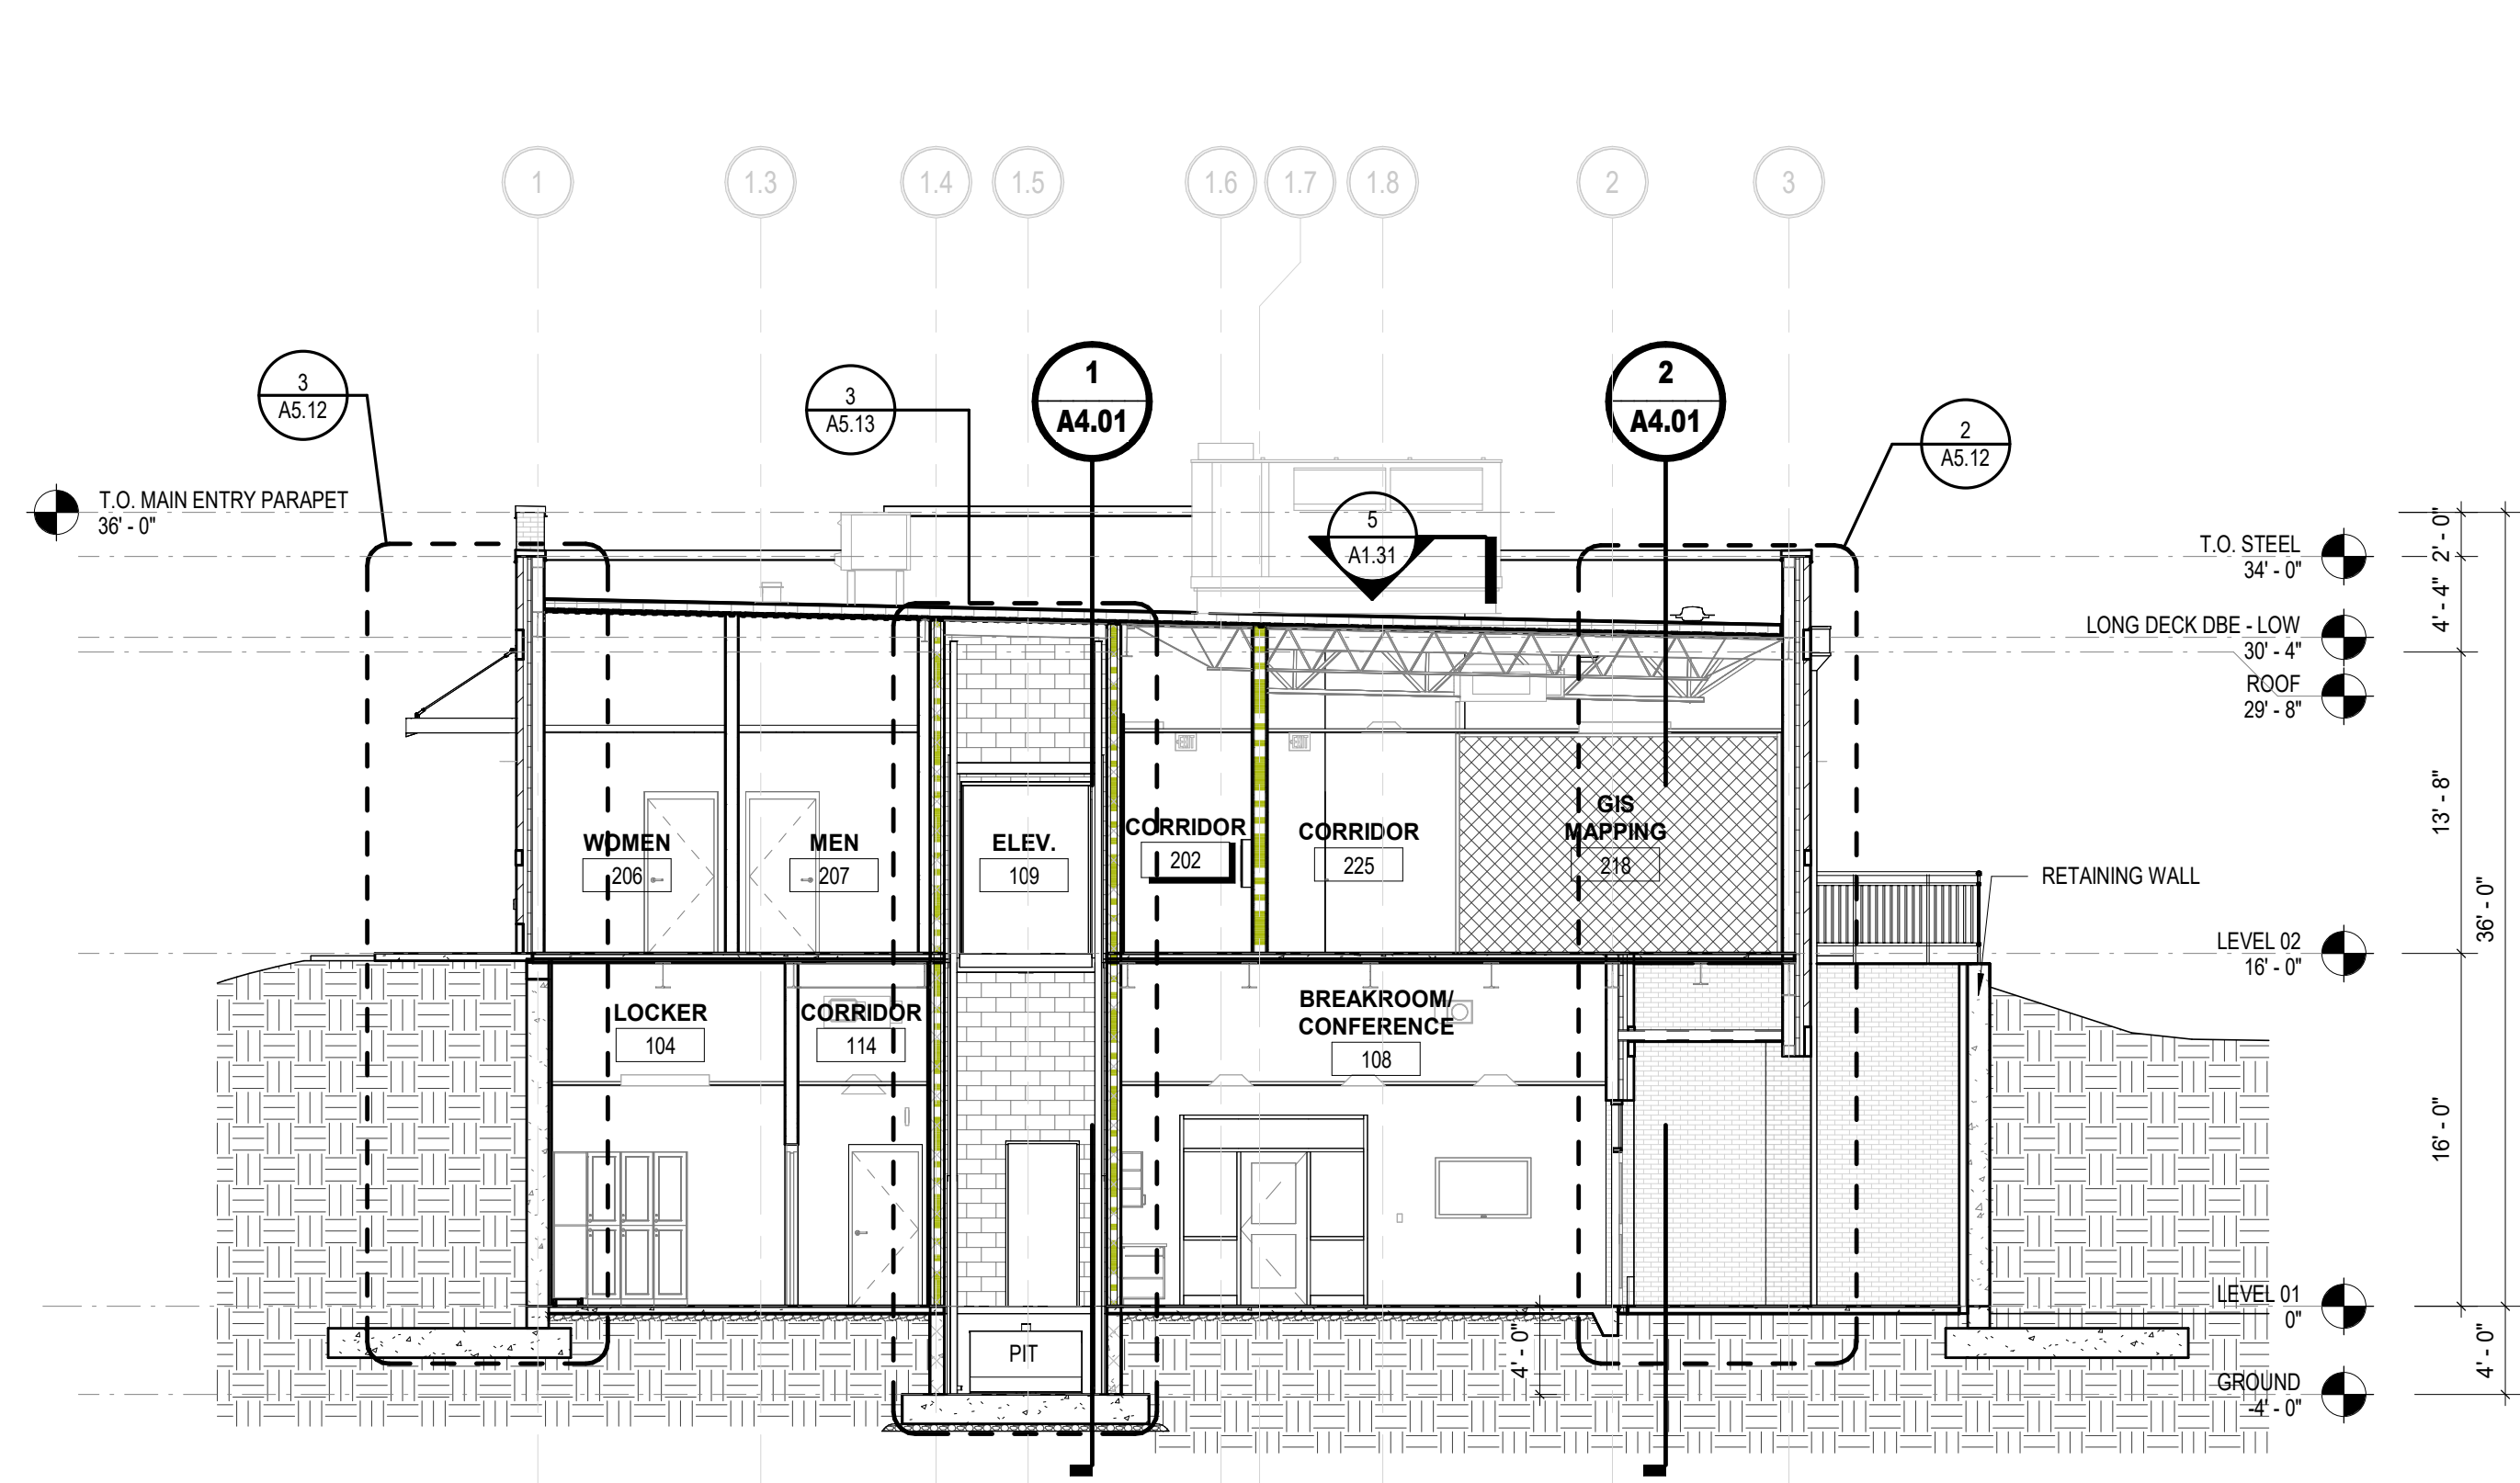 1
1.3
1.4
1.5
1.6
1.7
1.8
2
3
3
A5.12
3
A5.13
1
A4.01
2
A4.01
2
A5.12
5
A1.31
T.O. MAIN ENTRY PARAPET
36' - 0"
T.O. STEEL
34' - 0"
LONG DECK DBE - LOW
30' - 4"
ROOF
29' - 8"
2' - 0"
4' - 4"
13' - 8"
36' - 0"
16' - 0"
4' - 0"
EXIT
EXIT
WOMEN
206
MEN
207
ELEV.
109
CORRIDOR
202
CORRIDOR
225
GIS
MAPPING
218
RETAINING WALL
LEVEL 02
16' - 0"
LOCKER
104
CORRIDOR
114
BREAKROOM/
CONFERENCE
108
LEVEL 01
0"
PIT
4' - 0"
GROUND
-4' - 0"